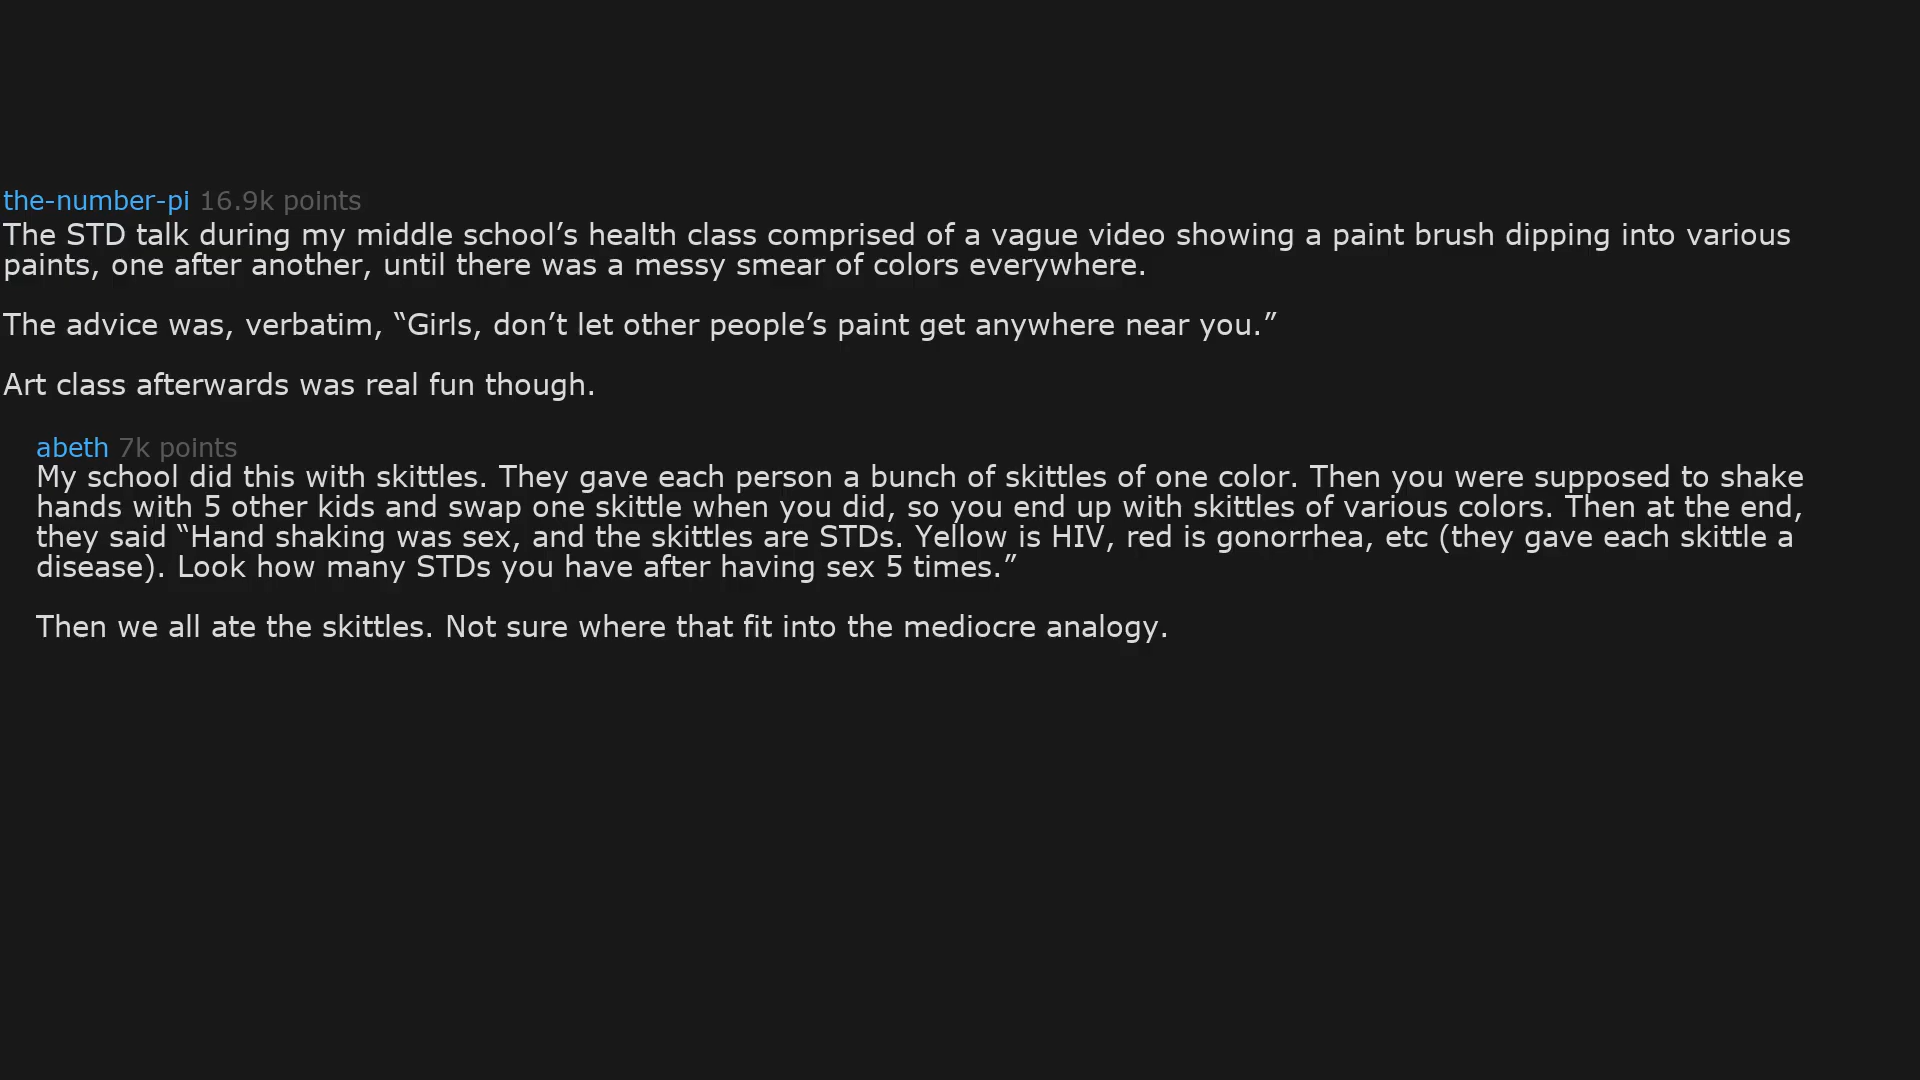 the-number-pi 16.9k points
The STD talk during my middle school’s health class comprised of a vague video showing a paint brush dipping into various
paints, one after another, until there was a messy smear of colors everywhere.
The advice was, verbatim, “Girls, don’t let other people’s paint get anywhere near you.”
Art class afterwards was real fun though.
abeth 7k points
My school did this with skittles. They gave each person a bunch of skittles of one color. Then you were supposed to shake
hands with 5 other kids and swap one skittle when you did, so you end up with skittles of various colors. Then at the end,
they said “Hand shaking was sex, and the skittles are STDs. Yellow is HIV, red is gonorrhea, etc (they gave each skittle a
disease). Look how many STDs you have after having sex 5 times.”
Then we all ate the skittles. Not sure where that fit into the mediocre analogy.